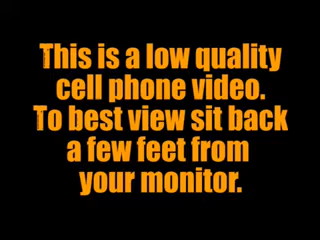 This is a low quality
cell phone video.
To best view sit back
a few feet from
your monitor.